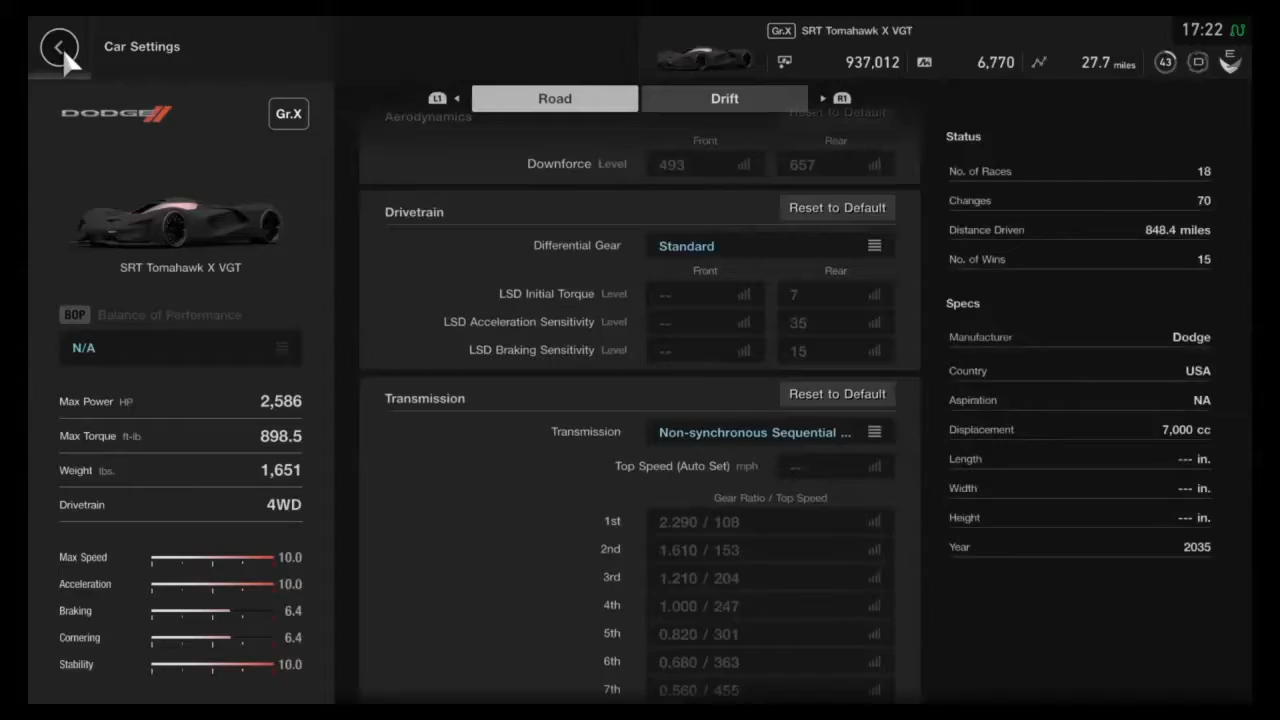 Car Settings
Gr.X SRT Tomahawk X VGT
17:22
937,012 6,770 27.7 miles 43 D E
DODGE Gr.X
SRT Tomahawk X VGT
BOP Balance of Performance
N/A
Max Power HP 2,586
Max Torque ft-lb 898.5
Weight lbs. 1,651
Drivetrain 4WD
Max Speed 10.0
Acceleration 10.0
Braking 6.4
Cornering 6.4
Stability 10.0
L1 Road Drift R1
Aerodynamics Reset to Default
Front Rear
Downforce Level 493 657
Drivetrain Reset to Default
Differential Gear Standard
Front Rear
LSD Initial Torque Level -- 7
LSD Acceleration Sensitivity Level -- 35
LSD Braking Sensitivity Level -- 15
Transmission Reset to Default
Transmission Non-synchronous Sequential ...
Top Speed (Auto Set) mph --
Gear Ratio / Top Speed
1st 2.290 / 108
2nd 1.610 / 153
3rd 1.210 / 204
4th 1.000 / 247
5th 0.820 / 301
6th 0.680 / 363
7th 0.560 / 455
Status
No. of Races 18
Changes 70
Distance Driven 848.4 miles
No. of Wins 15
Specs
Manufacturer Dodge
Country USA
Aspiration NA
Displacement 7,000 cc
Length --- in.
Width --- in.
Height --- in.
Year 2035